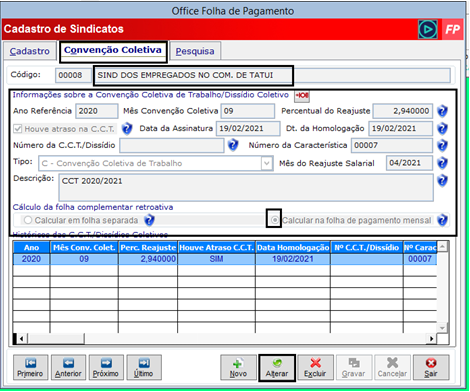 Office Folha de Pagamento
Cadastro de Sindicatos
FP
Cadastro Convenção Coletiva Pesquisa
Código: 00008 SIND DOS EMPREGADOS NO COM. DE TATUI
Informações sobre a Convenção Coletiva de Trabalho/Dissídio Coletivo
Ano Referência 2020 Mês Convenção Coletiva 09 Percentual do Reajuste 2,940000
Houve atraso na C.C.T. Data da Assinatura 19/02/2021 Dt. da Homologação 19/02/2021
Número da C.C.T./Dissídio Número da Característica 00007
Tipo: C - Convenção Coletiva de Trabalho Mês do Reajuste Salarial 04/2021
Descrição: CCT 2020/2021
Cálculo da folha complementar retroativa
Calcular em folha separada Calcular na folha de pagamento mensal
Históricos das C.C.T./Dissídios Coletivos
Ano Mês Conv. Colet. Perc. Reajuste Houve Atraso C.C.T. Data Homologação Nº C.C.T./Dissídio Nº Carac
2020 09 2,940000 SIM 19/02/2021 00007
Primeiro Anterior Próximo Último Novo Alterar Excluir Gravar Cancelar Sair